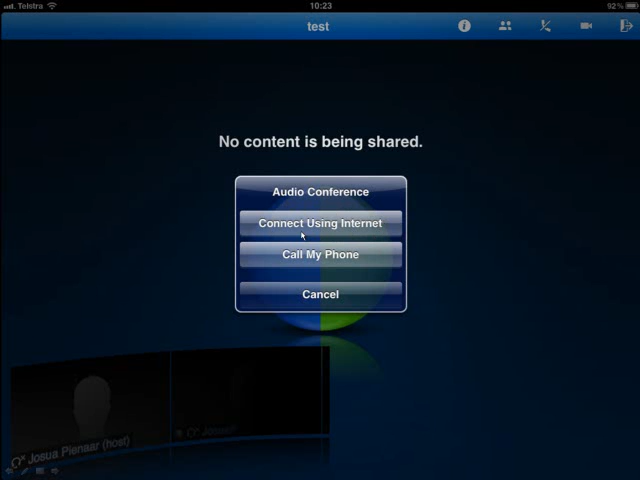 Telstra 10:23 92%
test
No content is being shared.
Audio Conference
Connect Using Internet
Call My Phone
Cancel
Josua Pienaar (host)